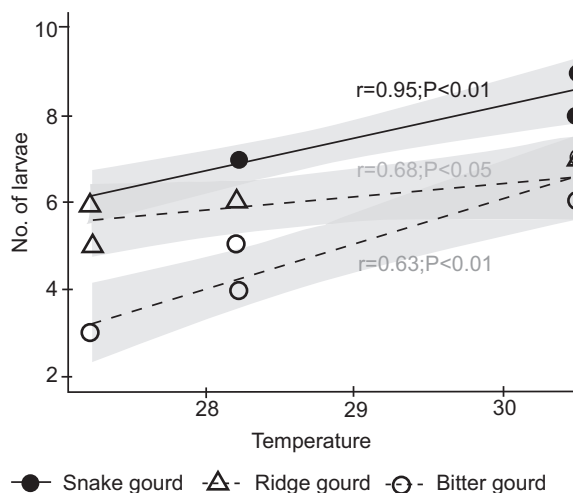 10
8
6
4
2
No. of larvae
r=0.95;P<0.01
r=0.68;P<0.05
r=0.63;P<0.01
28
29
30
Temperature
Snake gourd
Ridge gourd
Bitter gourd